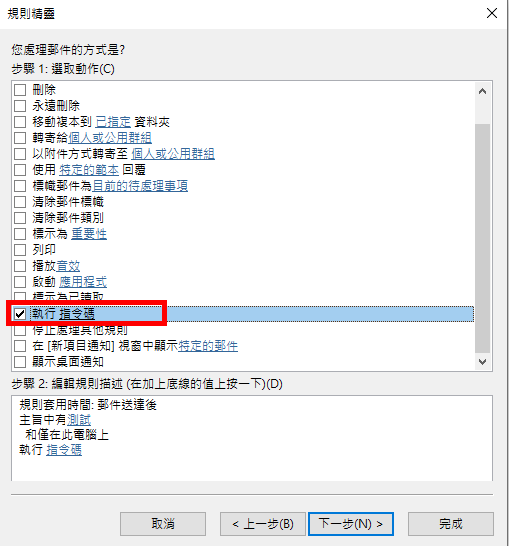 規則精靈
您處理郵件的方式是?
步驟 1: 選取動作(C)
刪除
永遠刪除
移動複本到 已指定 資料夾
轉寄給個人或公用群組
以附件方式轉寄至 個人或公用群組
使用 特定的範本 回覆
標幟郵件為目前的待處理事項
清除郵件標幟
清除郵件類別
標示為 重要性
列印
播放音效
啟動 應用程式
標示為已讀取
執行 指令碼
停止處理其他規則
在 [新項目通知] 視窗中顯示特定的郵件
顯示桌面通知
步驟 2: 編輯規則描述 (在加上底線的值上按一下)(D)
規則套用時間: 郵件送達後
主旨中有測試
和僅在此電腦上
執行 指令碼
取消
< 上一步(B)
下一步(N) >
完成